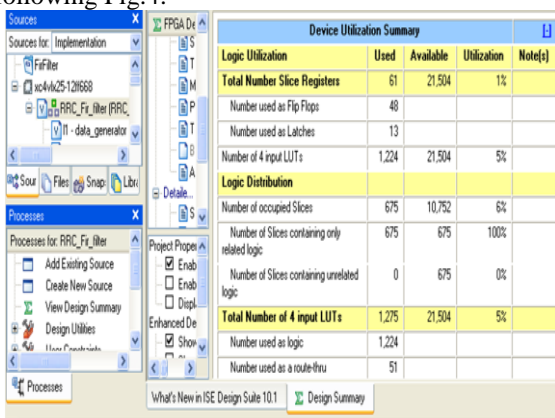 ollowing Fig.4.
Sources
X
Sources for: Implementation
FirFilter
xc4vlx25-12ff668
RRC_Fir_filter (RRC_
I1 - data_generator
Sour
Files
Snap:
Libra
Processes
X
Processes for: RRC_Fir_filter
Add Existing Source
Create New Source
View Design Summary
Design Utilities
User Constraints
Processes
FPGA De
S
T
M
P
T
B
A
Detaile...
S
Project Proper
Enab
Enab
Displ
Enhanced De
Show
Device Utilization Summary [-]
Logic Utilization Used Available Utilization Note(s)
Total Number Slice Registers 61 21,504 1%
Number used as Flip Flops 48
Number used as Latches 13
Number of 4 input LUTs 1,224 21,504 5%
Logic Distribution
Number of occupied Slices 675 10,752 6%
Number of Slices containing only related logic 675 675 100%
Number of Slices containing unrelated logic 0 675 0%
Total Number of 4 input LUTs 1,275 21,504 5%
Number used as logic 1,224
Number used as a route-thru 51
What's New in ISE Design Suite 10.1
Design Summary